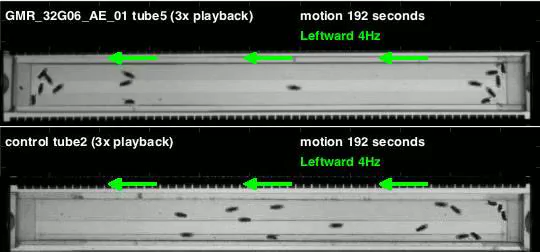 GMR_32G06_AE_01 tube5 (3x playback)
motion 192 seconds
Leftward 4Hz
control tube2 (3x playback)
motion 192 seconds
Leftward 4Hz